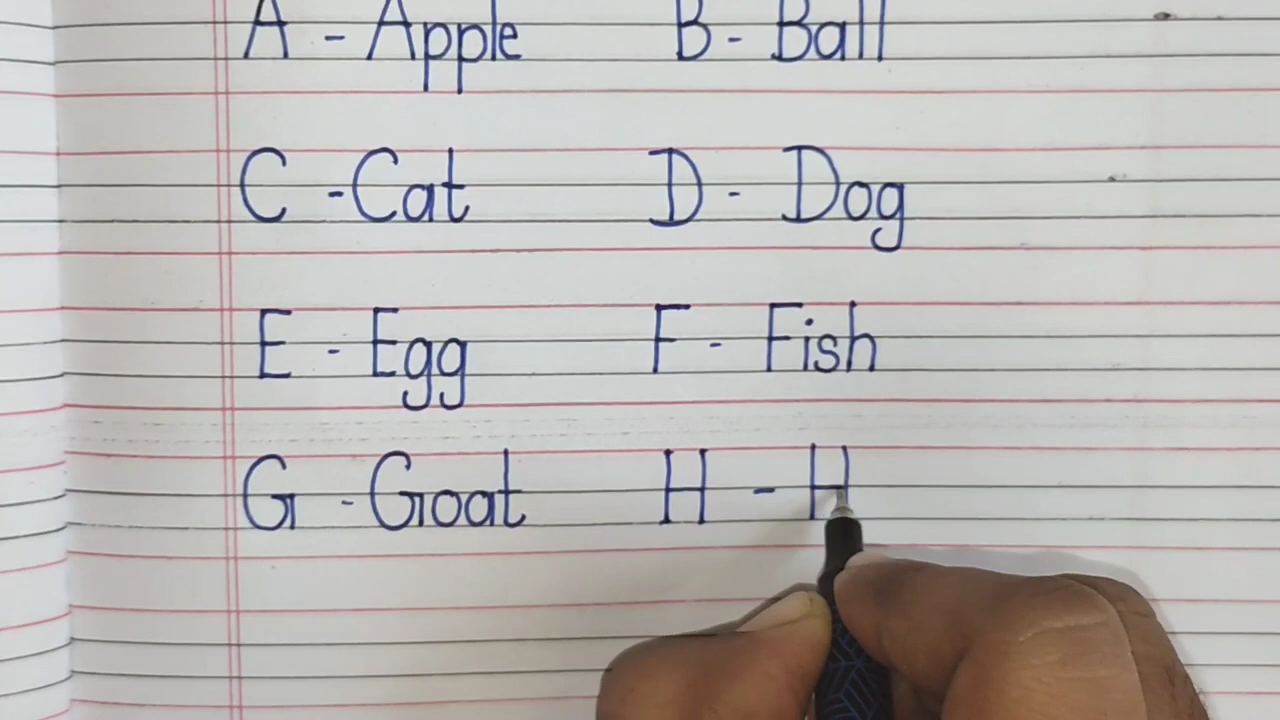 A - Apple B - Ball
C - Cat D - Dog
E - Egg F - Fish
G - Goat H - H